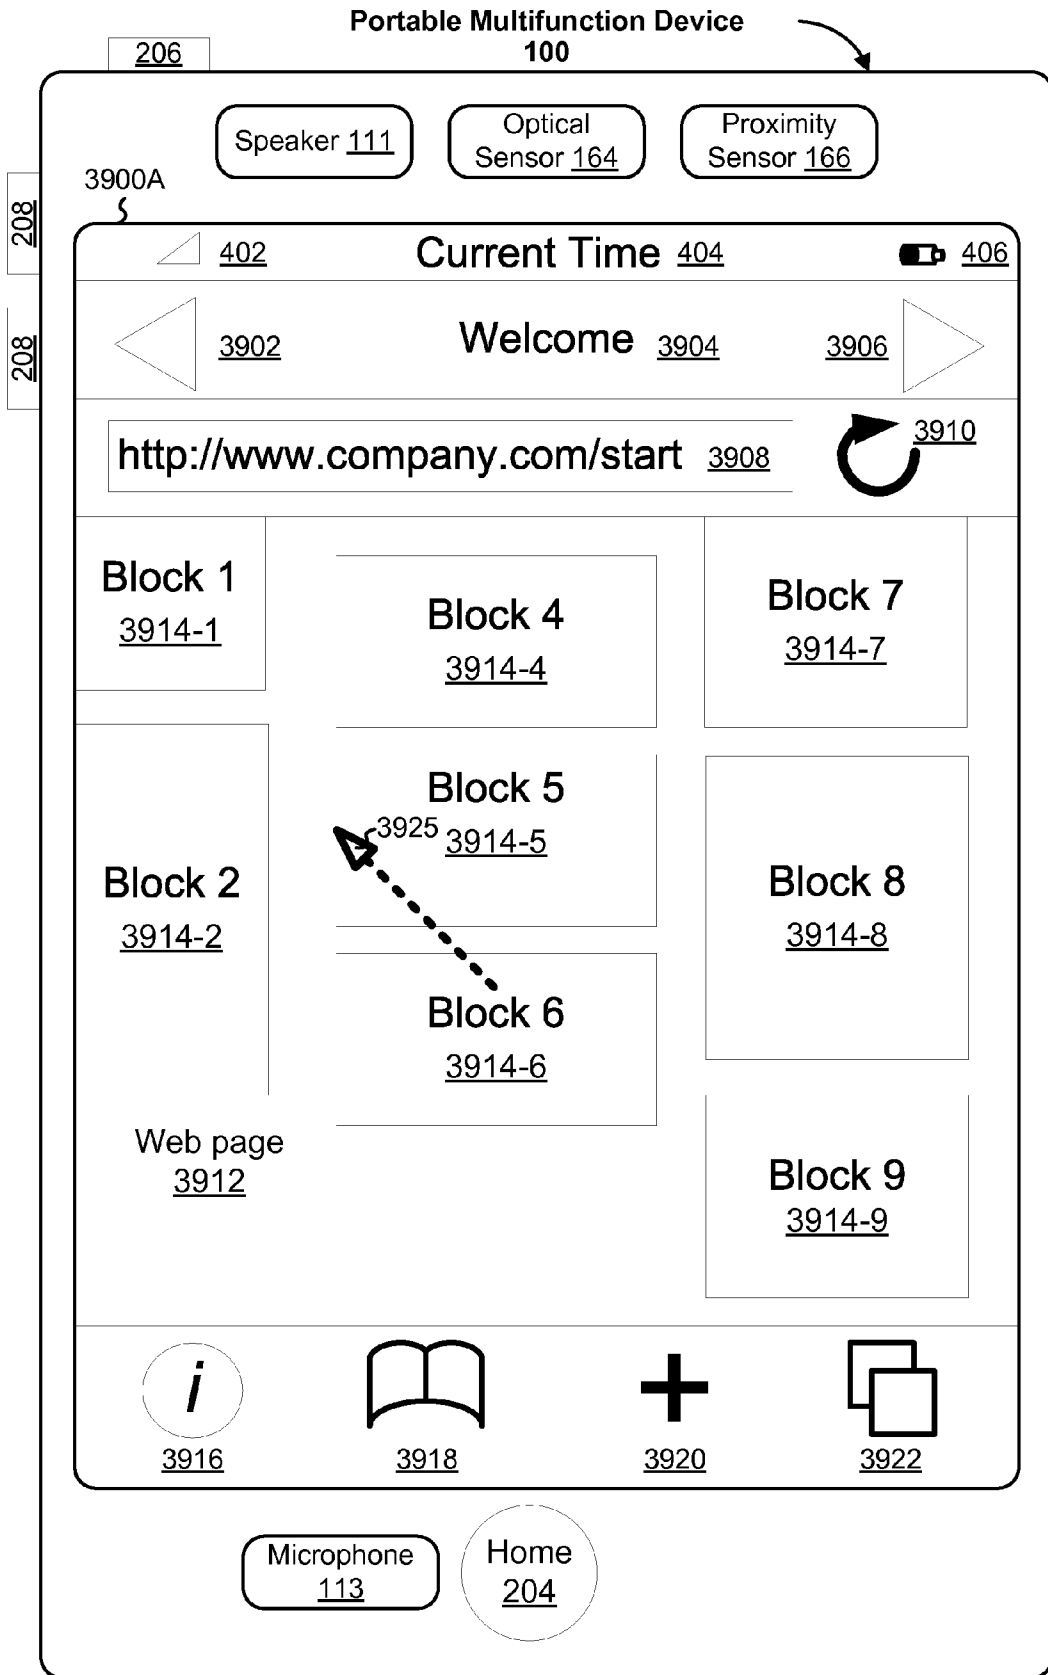 Portable Multifunction Device
100
206
Speaker 111
Optical
Sensor 164
Proximity
Sensor 166
3900A
208
208
402
Current Time 404
406
3902
Welcome 3904
3906
http://www.company.com/start 3908
3910
Block 1
3914-1
Block 4
3914-4
Block 7
3914-7
Block 2
3914-2
Block 5
3914-5
3925
Block 8
3914-8
Block 6
3914-6
Web page
3912
Block 9
3914-9
i
3916
3918
3920
3922
Microphone
113
Home
204